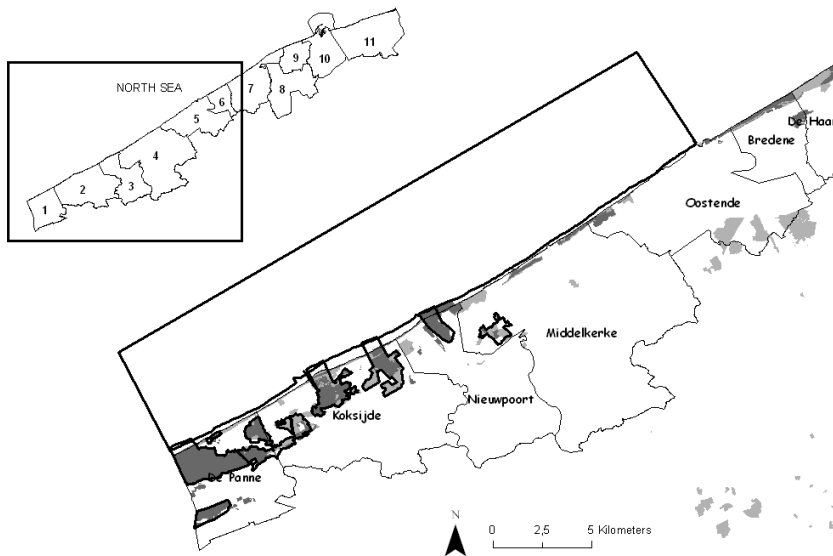 NORTH SEA
1
2
3
4
5
6
7
8
9
10
11
De Haan
Bredene
Oostende
Middelkerke
Nieuwpoort
Koksijde
De Panne
N
0 2,5 5 Kilometers